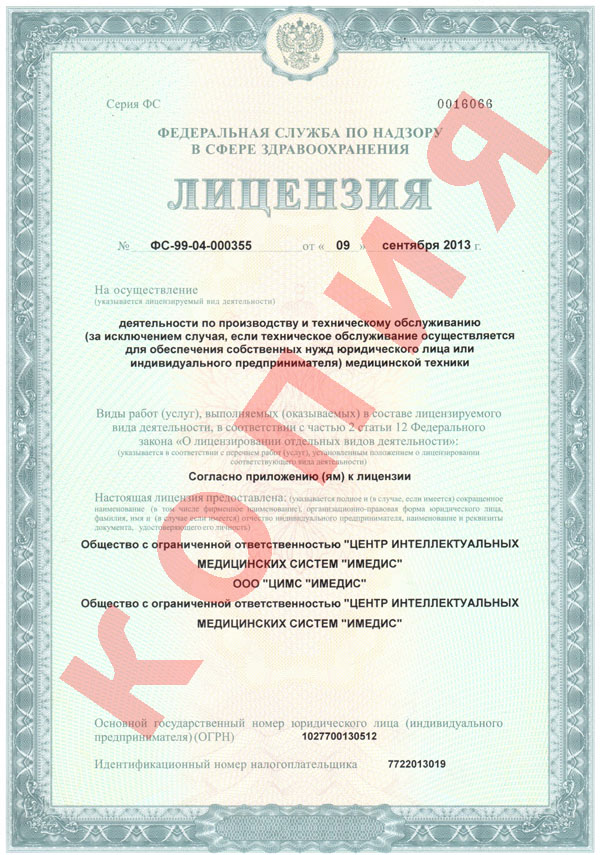 Серия ФС 0016066
ФЕДЕРАЛЬНАЯ СЛУЖБА ПО НАДЗОРУ
В СФЕРЕ ЗДРАВООХРАНЕНИЯ
ЛИЦЕНЗИЯ
№ ФС-99-04-000355 от « 09 » сентября 2013 г.
На осуществление
(указывается лицензируемый вид деятельности)
деятельности по производству и техническому обслуживанию
(за исключением случая, если техническое обслуживание осуществляется
для обеспечения собственных нужд юридического лица или
индивидуального предпринимателя) медицинской техники
Виды работ (услуг), выполняемых (оказываемых) в составе лицензируемого
вида деятельности, в соответствии с частью 2 статьи 12 Федерального
закона «О лицензировании отдельных видов деятельности»:
(указывается в соответствии с перечнем работ (услуг), установленным положением о лицензировании
соответствующего вида деятельности)
Согласно приложению (ям) к лицензии
Настоящая лицензия предоставлена: (указывается полное и (в случае, если имеется) сокращенное
наименование (в том числе фирменное наименование), организационно-правовая форма юридического лица,
фамилия, имя и (в случае если имеется) отчество индивидуального предпринимателя, наименование и реквизиты
документа, удостоверяющего его личность)
Общество с ограниченной ответственностью "ЦЕНТР ИНТЕЛЛЕКТУАЛЬНЫХ
МЕДИЦИНСКИХ СИСТЕМ "ИМЕДИС"
ООО "ЦИМС "ИМЕДИС"
Общество с ограниченной ответственностью "ЦЕНТР ИНТЕЛЛЕКТУАЛЬНЫХ
МЕДИЦИНСКИХ СИСТЕМ "ИМЕДИС"
Основной государственный номер юридического лица (индивидуального
предпринимателя) (ОГРН) 1027700130512
Идентификационный номер налогоплательщика 7722013019
КОПИЯ